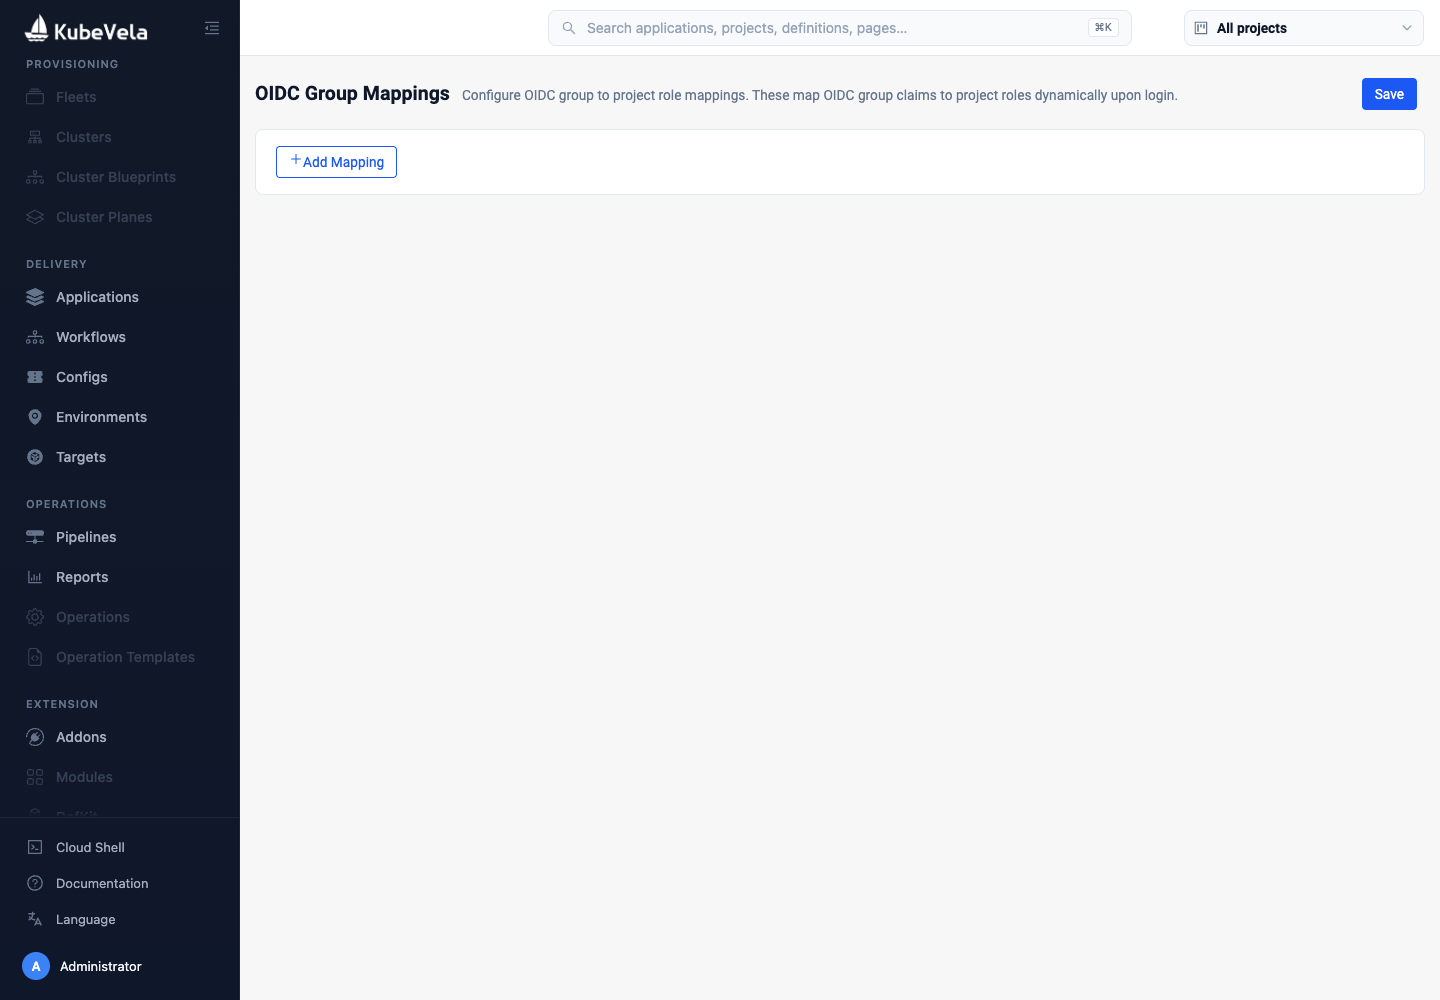 KubeVela
Search applications, projects, definitions, pages...
⌘K
All projects
PROVISIONING
Fleets
Clusters
Cluster Blueprints
Cluster Planes
DELIVERY
Applications
Workflows
Configs
Environments
Targets
OPERATIONS
Pipelines
Reports
Operations
Operation Templates
EXTENSION
Addons
Modules
Cloud Shell
Documentation
Language
A
Administrator
OIDC Group Mappings
Configure OIDC group to project role mappings. These map OIDC group claims to project roles dynamically upon login.
Save
+Add Mapping